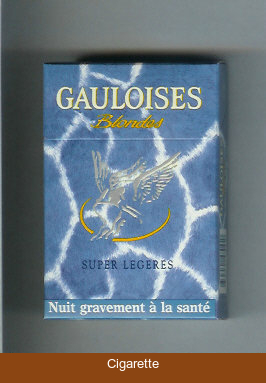 GAULOISES
Blondes
SUPER LEGERES
Nuit gravement à la santé
Cigarette